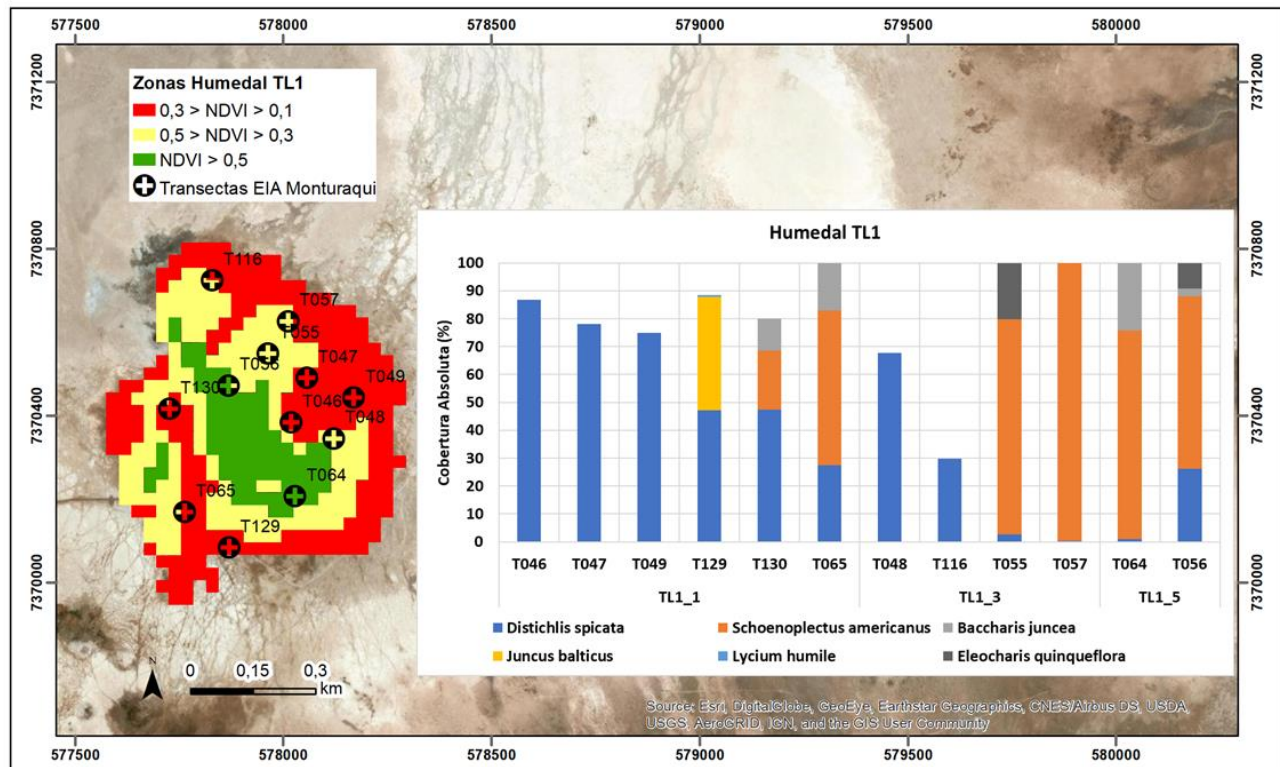 577500 578000 578500 579000 579500 580000
7371200
7370800
7370400
7370000
Zonas Humedal TL1
0,3 > NDVI > 0,1
0,5 > NDVI > 0,3
NDVI > 0,5
Transectas EIA Monturaqui
T116
T057
T055
T047
T056
T049
T130
T046
T048
T064
T065
T129
N
0 0,15 0,3
km
Humedal TL1
Cobertura Absoluta (%)
100
90
80
70
60
50
40
30
20
10
0
T046 T047 T049 T129 T130 T065 T048 T116 T055 T057 T064 T056
TL1_1 TL1_3 TL1_5
Distichlis spicata Schoenoplectus americanus Baccharis juncea
Juncus balticus Lycium humile Eleocharis quinqueflora
Source: Esri, DigitalGlobe, GeoEye, Earthstar Geographics, CNES/Airbus DS, USDA,
USGS, AeroGRID, IGN, and the GIS User Community
7371200
7370800
7370400
7370000
577500 578000 578500 579000 579500 580000